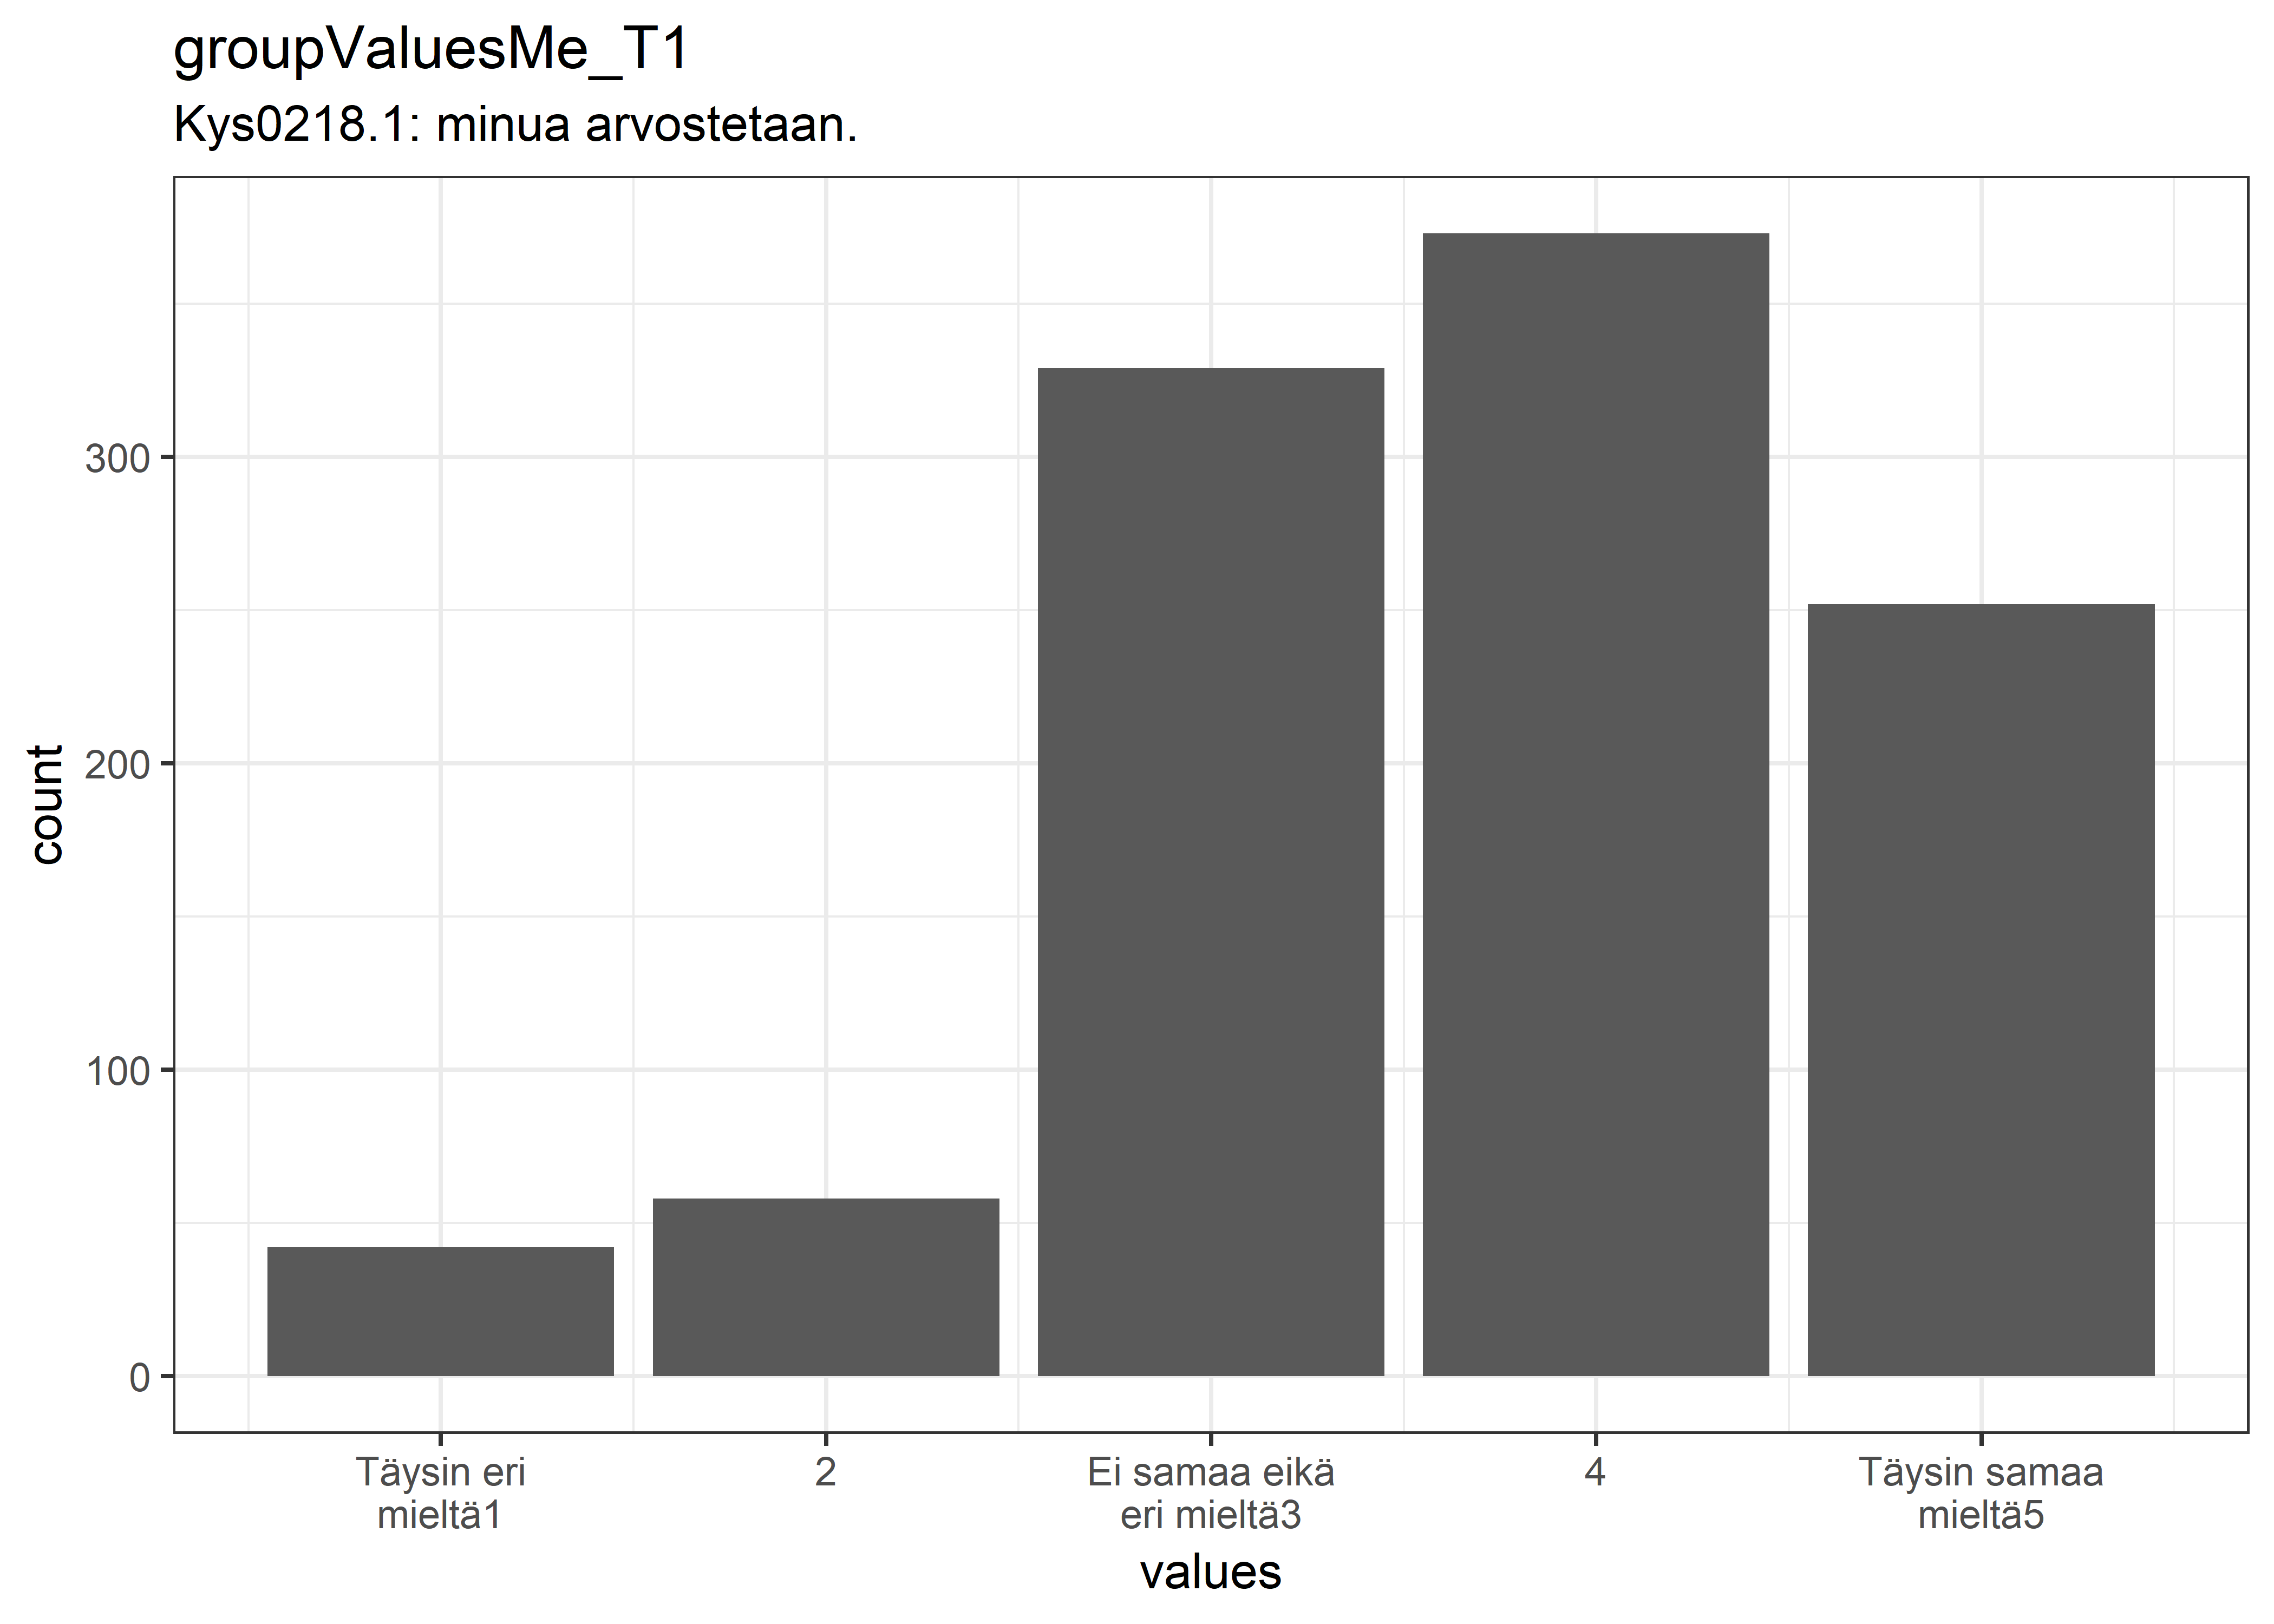 groupValuesMe_T1
Kys0218.1: minua arvostetaan.
300
200
100
0
count
Täysin eri
mieltä1
2
Ei samaa eikä
eri mieltä3
4
Täysin samaa
mieltä5
values